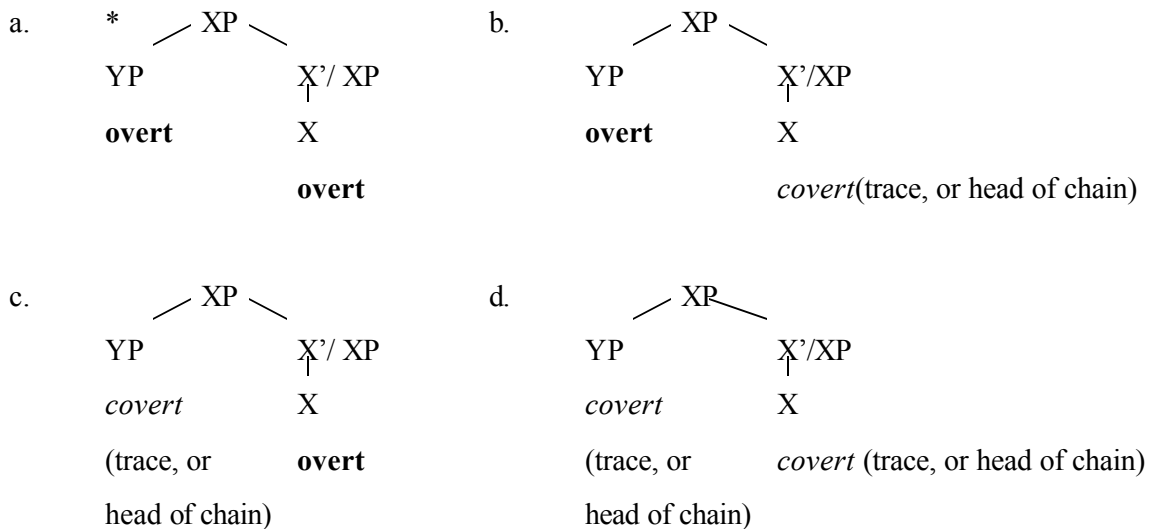 a. * XP b. XP
YP X’/ XP YP X’/XP
overt X overt X
overt covert(trace, or head of chain)
c. XP d. XP
YP X’/ XP YP X’/XP
covert X covert X
(trace, or overt (trace, or covert (trace, or head of chain)
head of chain) head of chain)